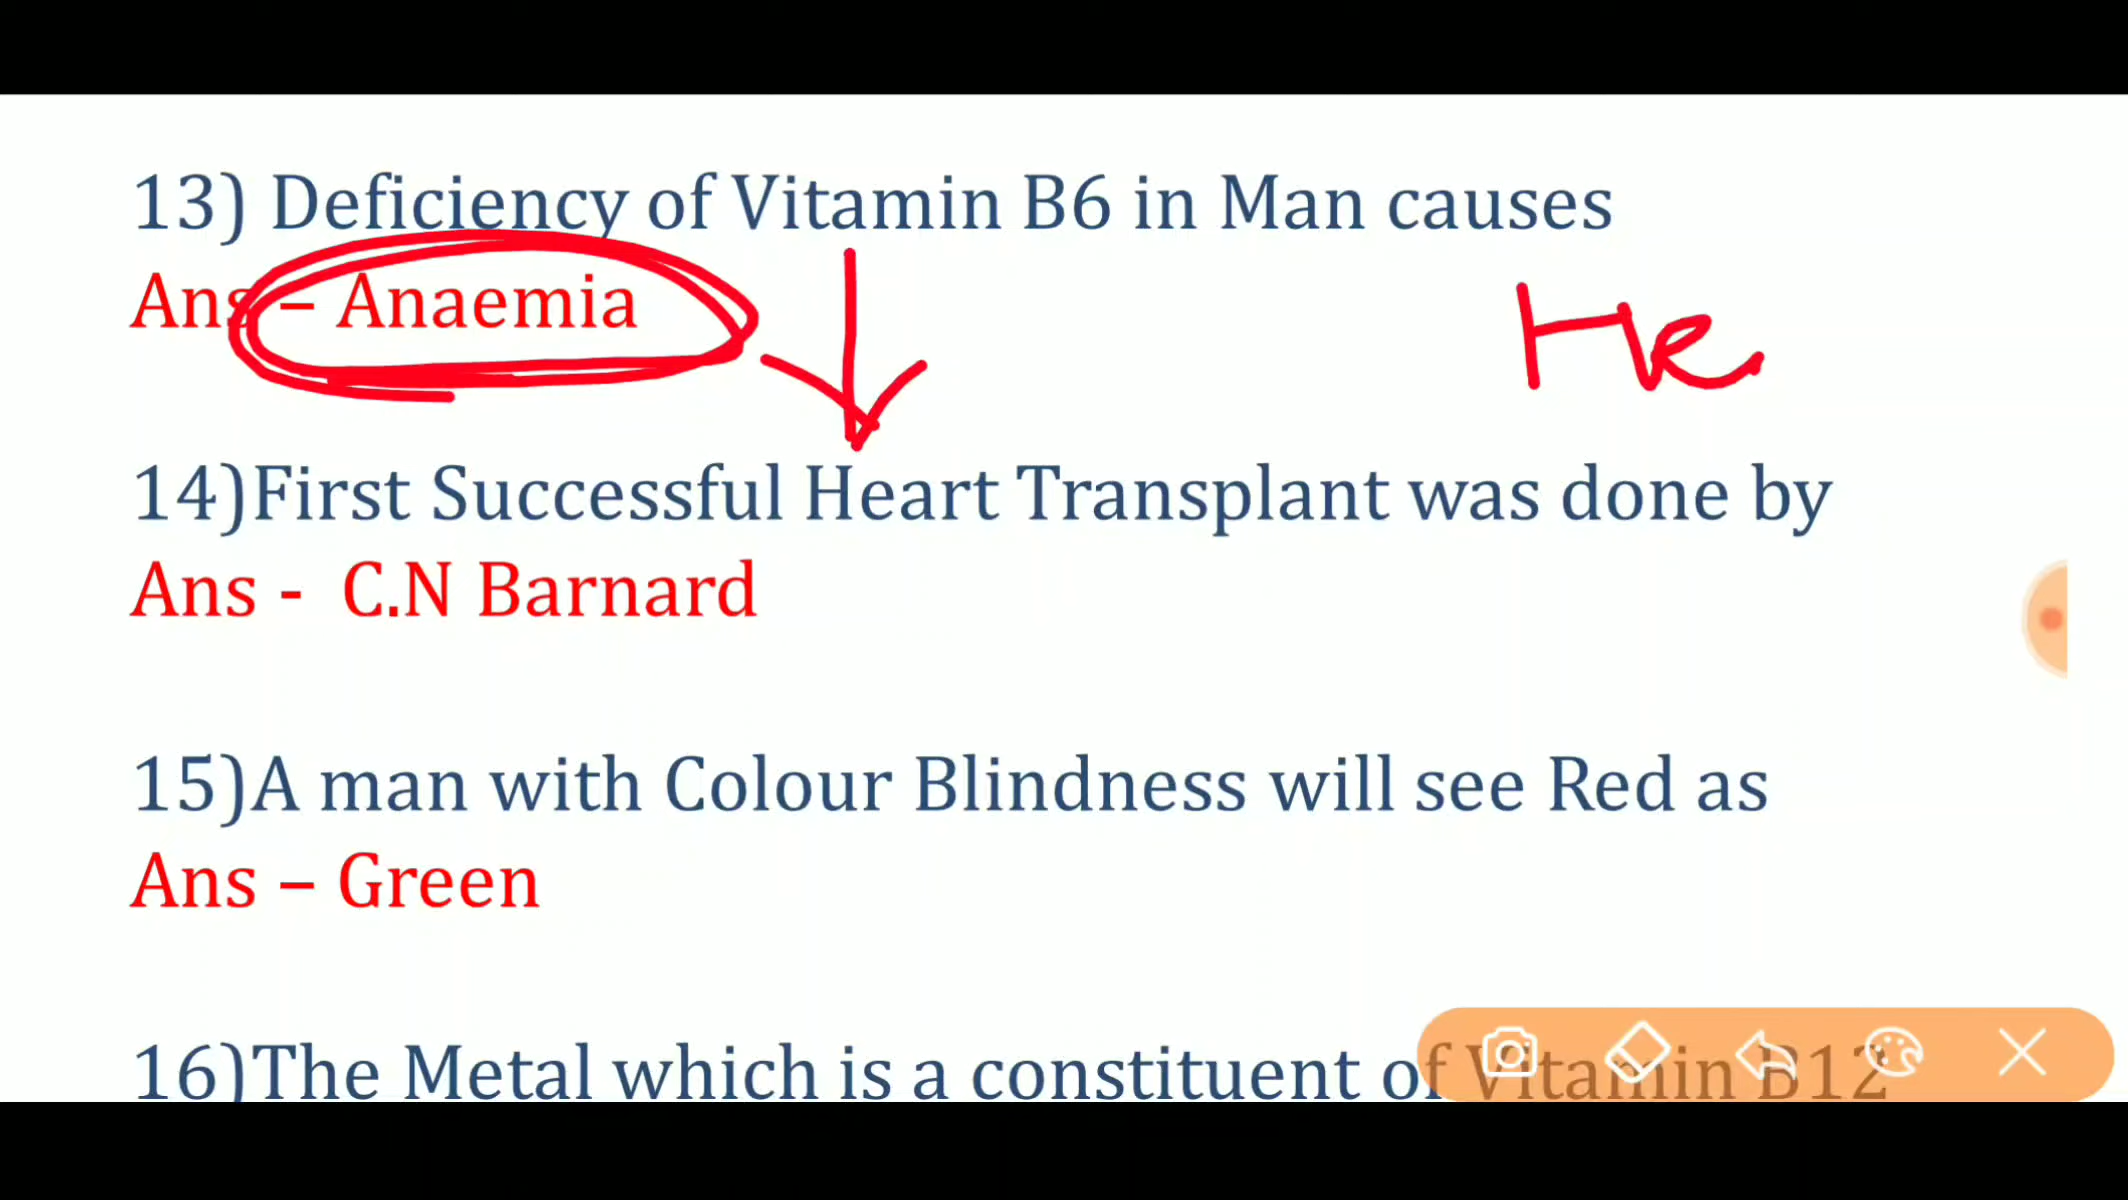 13) Deficiency of Vitamin B6 in Man causes
Ans – Anaemia
He
14)First Successful Heart Transplant was done by
Ans - C.N Barnard
15)A man with Colour Blindness will see Red as
Ans – Green
16)The Metal which is a constituent of Vitamin B12